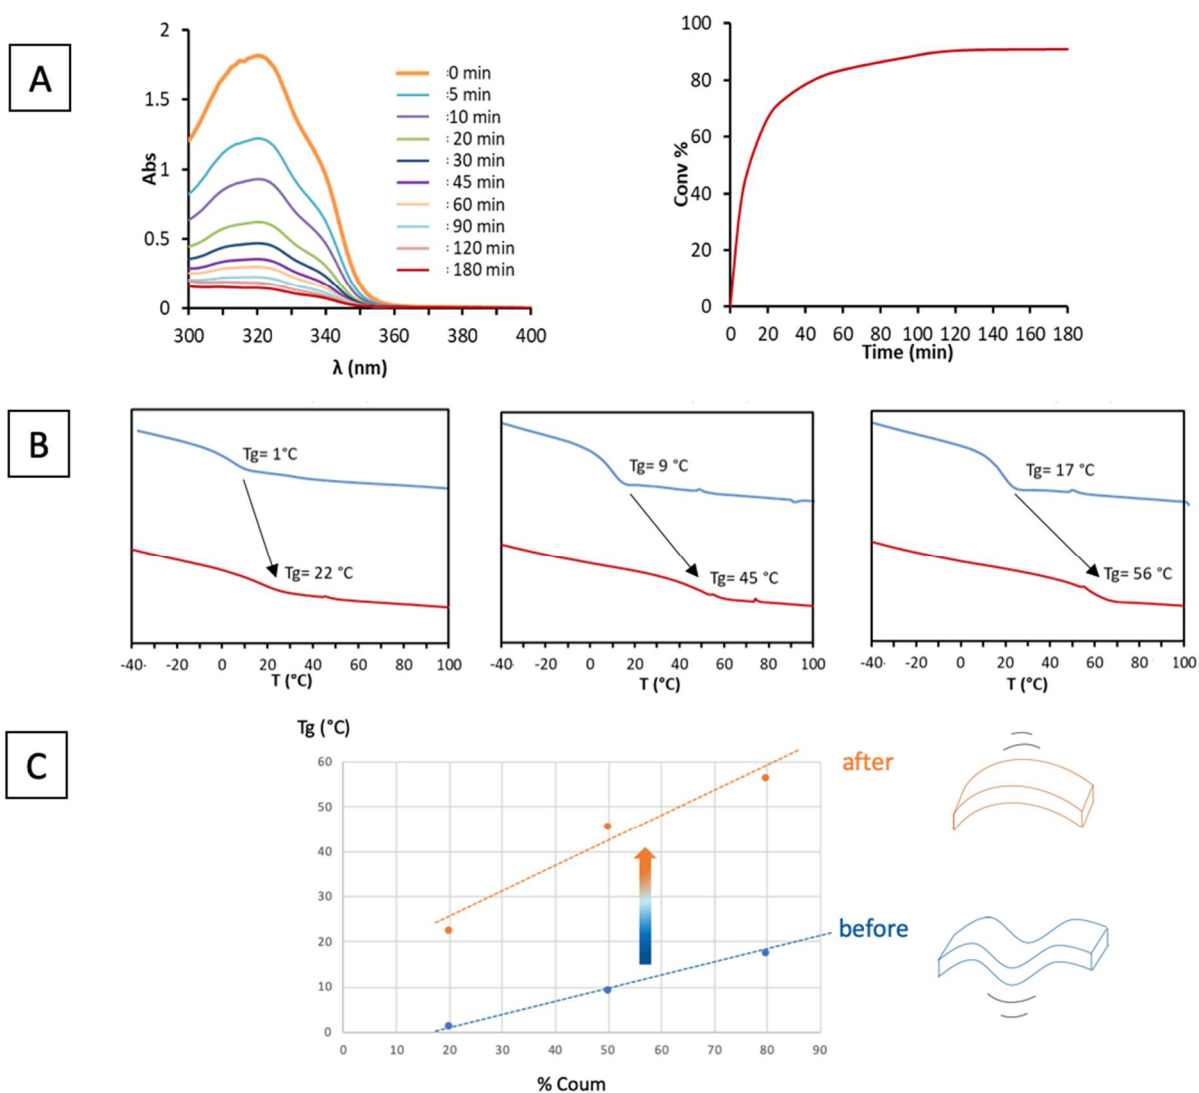 A
2
1.5
1
0.5
0
Abs
300 320 340 360 380 400
λ (nm)
:0 min
:5 min
:10 min
: 20 min
: 30 min
: 45 min
: 60 min
: 90 min
: 120 min
: 180 min
100
80
60
40
20
0
Conv %
0 20 40 60 80 100 120 140 160 180
Time (min)
B
Tg= 1°C
Tg= 22 °C
-40 -20 0 20 40 60 80 100
T (°C)
Tg= 9 °C
Tg= 45 °C
-40 -20 0 20 40 60 80 100
T (°C)
Tg= 17 °C
Tg= 56 °C
-40 -20 0 20 40 60 80 100
T (°C)
C
Tg (°C)
60
50
40
30
20
10
0
0 10 20 30 40 50 60 70 80 90
% Coum
after
before